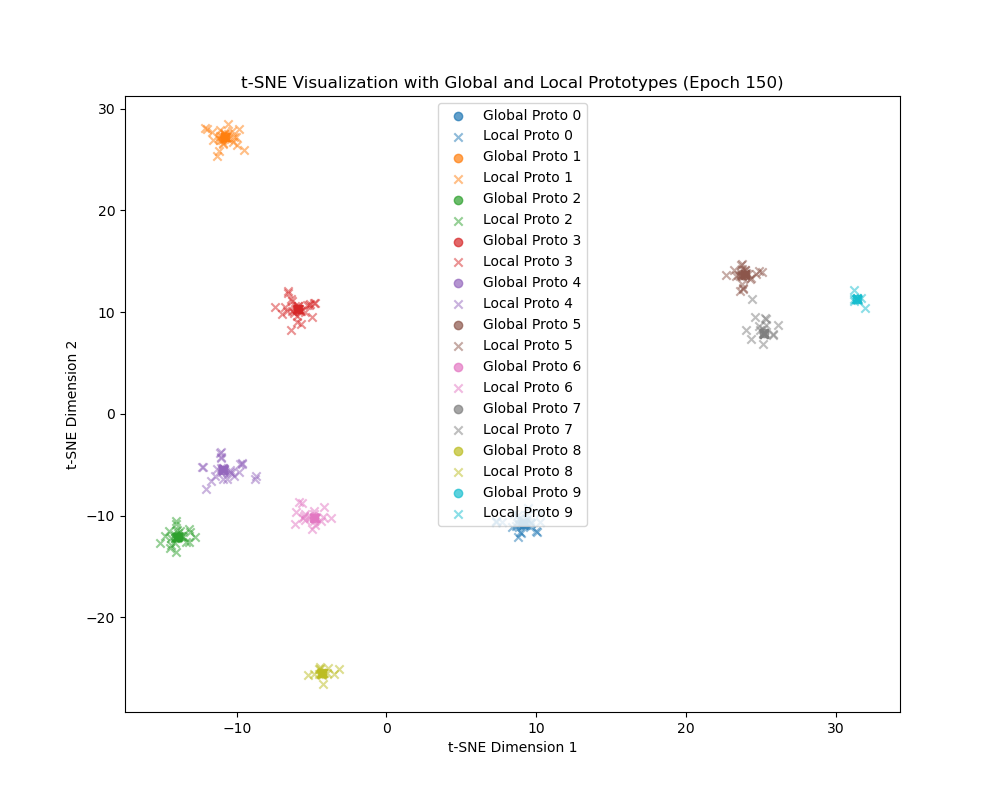 t-SNE Visualization with Global and Local Prototypes (Epoch 150)
30
20
10
0
−10
−20
t-SNE Dimension 2
Global Proto 0
Local Proto 0
Global Proto 1
Local Proto 1
Global Proto 2
Local Proto 2
Global Proto 3
Local Proto 3
Global Proto 4
Local Proto 4
Global Proto 5
Local Proto 5
Global Proto 6
Local Proto 6
Global Proto 7
Local Proto 7
Global Proto 8
Local Proto 8
Global Proto 9
Local Proto 9
−10 0 10 20 30
t-SNE Dimension 1